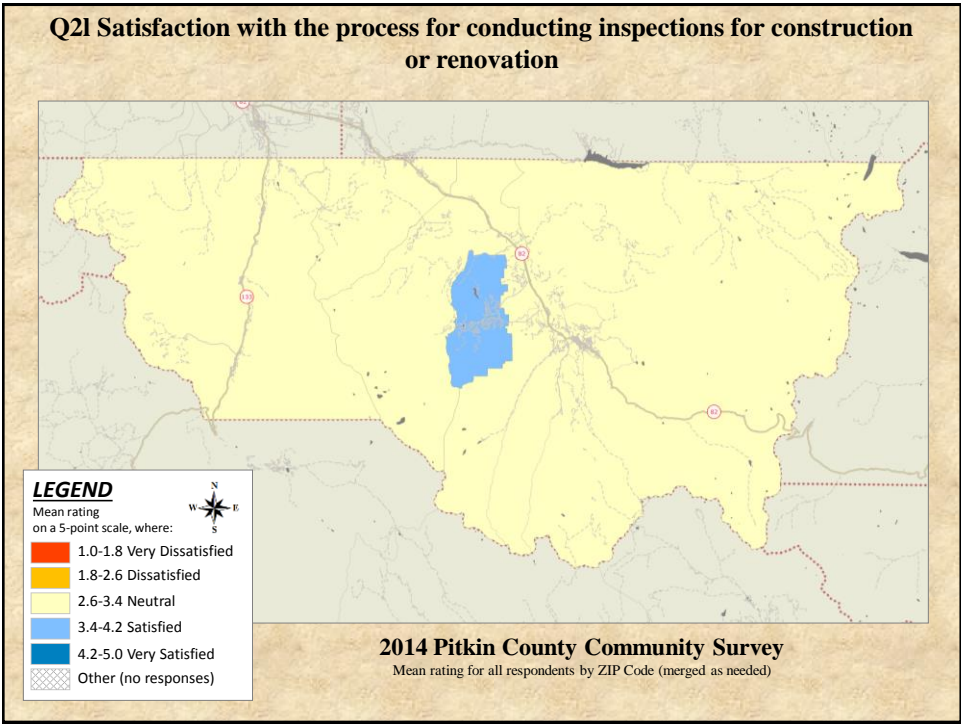 Q2l Satisfaction with the process for conducting inspections for construction
or renovation
82
133
82
82
LEGEND
N
W E
S
Mean rating
on a 5-point scale, where:
1.0-1.8 Very Dissatisfied
1.8-2.6 Dissatisfied
2.6-3.4 Neutral
3.4-4.2 Satisfied
4.2-5.0 Very Satisfied
Other (no responses)
2014 Pitkin County Community Survey
Mean rating for all respondents by ZIP Code (merged as needed)